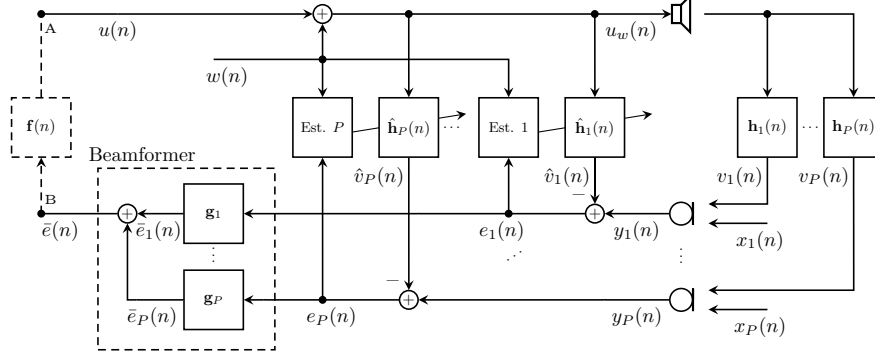 A
u(n)
u_w(n)
w(n)
f(n)
Est. P
ĥ_P(n)
···
Est. 1
ĥ_1(n)
h_1(n)
···
h_P(n)
Beamformer
v̂_P(n)
v̂_1(n)
v_1(n)
v_P(n)
B
−
ē(n)
ē_1(n)
g_1
e_1(n)
y_1(n)
x_1(n)
⋮
⋰
⋮
−
ē_P(n)
g_P
e_P(n)
y_P(n)
x_P(n)